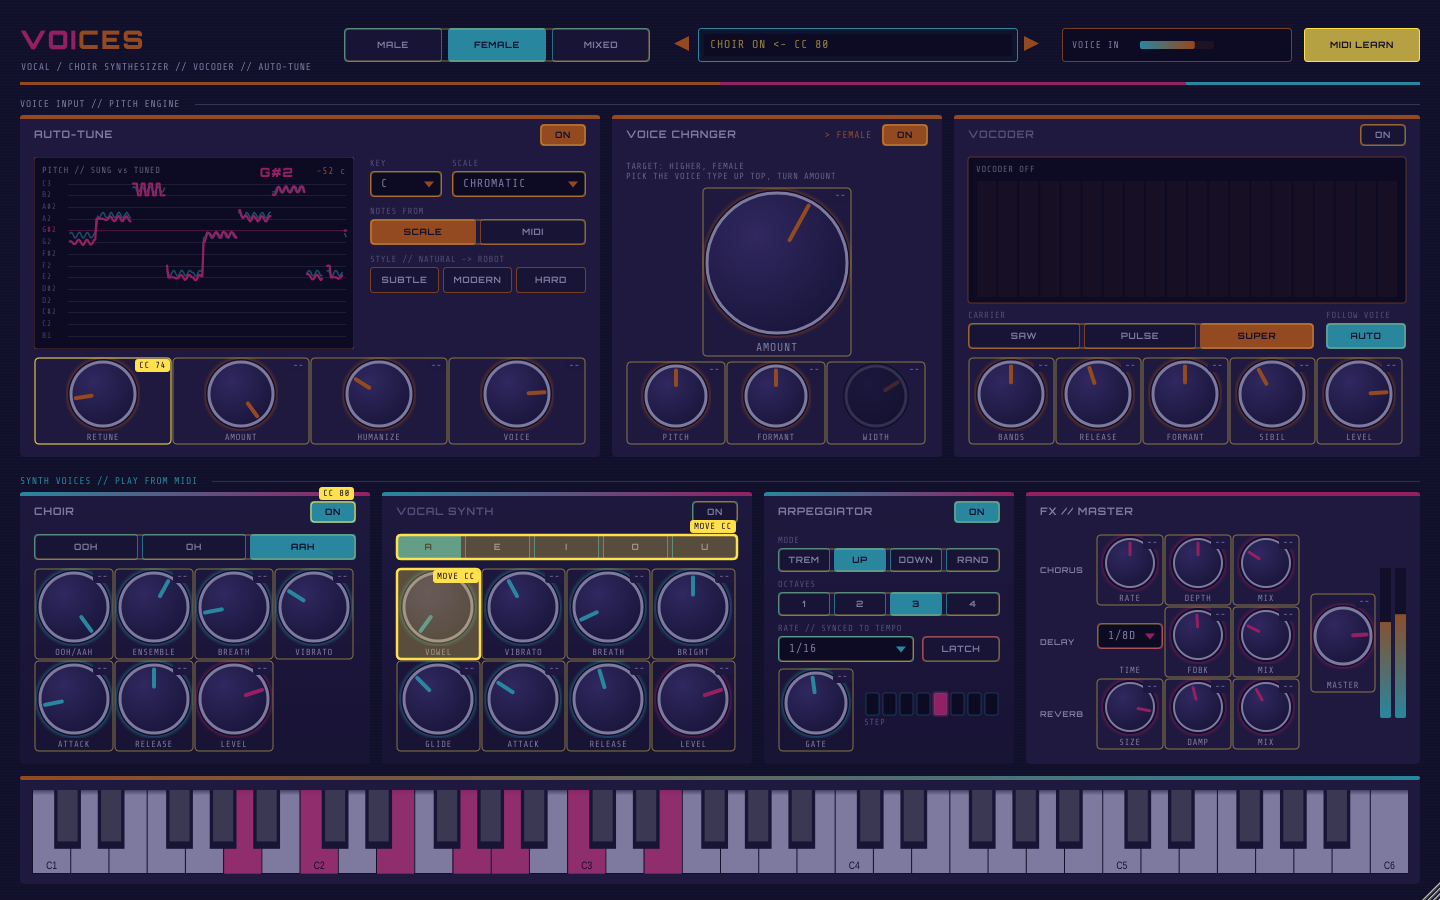 VOICES
VOCAL / CHOIR SYNTHESIZER // VOCODER // AUTO-TUNE
MALE FEMALE MIXED
CHOIR ON <- CC 80
VOICE IN
MIDI LEARN
VOICE INPUT // PITCH ENGINE
AUTO-TUNE
ON
PITCH // SUNG vs TUNED
G#2
-52 c
C3
B2
A#2
A2
G#2
G2
F#2
F2
E2
D#2
D2
C#2
C2
B1
KEY
C
SCALE
CHROMATIC
NOTES FROM
SCALE MIDI
STYLE // NATURAL -> ROBOT
SUBTLE MODERN HARD
CC 74
-- -- --
RETUNE AMOUNT HUMANIZE VOICE
VOICE CHANGER
> FEMALE
ON
TARGET: HIGHER, FEMALE
PICK THE VOICE TYPE UP TOP, TURN AMOUNT
--
AMOUNT
-- -- --
PITCH FORMANT WIDTH
VOCODER
ON
VOCODER OFF
CARRIER
SAW PULSE SUPER
FOLLOW VOICE
AUTO
-- -- -- -- --
BANDS RELEASE FORMANT SIBIL LEVEL
SYNTH VOICES // PLAY FROM MIDI
CHOIR
CC 80
ON
OOH OH AAH
-- -- -- --
OOH/AAH ENSEMBLE BREATH VIBRATO
-- -- --
ATTACK RELEASE LEVEL
VOCAL SYNTH
ON
MOVE CC
A E I O U
MOVE CC
-- -- --
VOWEL VIBRATO BREATH BRIGHT
-- -- -- --
GLIDE ATTACK RELEASE LEVEL
ARPEGGIATOR
ON
MODE
TREM UP DOWN RAND
OCTAVES
1 2 3 4
RATE // SYNCED TO TEMPO
1/16
LATCH
--
GATE
STEP
FX // MASTER
CHORUS
-- -- --
RATE DEPTH MIX
DELAY
1/8D
-- --
TIME FDBK MIX
REVERB
-- -- --
SIZE DAMP MIX
--
MASTER
C1 C2 C3 C4 C5 C6